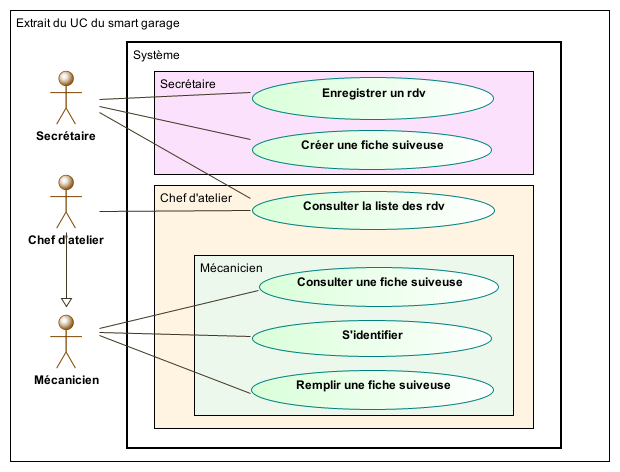 Extrait du UC du smart garage
Système
Secrétaire
Enregistrer un rdv
Secrétaire
Créer une fiche suiveuse
Chef d'atelier
Consulter la liste des rdv
Chef d'atelier
Mécanicien
Consulter une fiche suiveuse
S'identifier
Mécanicien
Remplir une fiche suiveuse